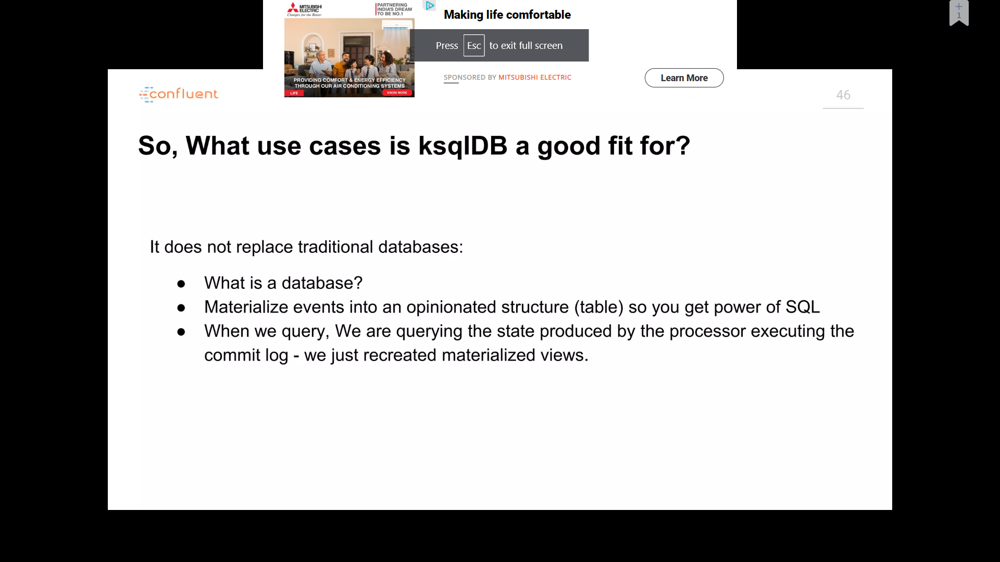 MITSUBISHI
ELECTRIC
Changes for the Better
PARTNERING
INDIA'S DREAM
TO BE NO.1
PROVIDING COMFORT & ENERGY EFFICIENCY
THROUGH OUR AIR CONDITIONING SYSTEMS
LIFE
KNOW MORE
Making life comfortable
Press Esc to exit full screen
SPONSORED BY MITSUBISHI ELECTRIC
Learn More
+
1
confluent
46
So, What use cases is ksqlDB a good fit for?
It does not replace traditional databases:
● What is a database?
● Materialize events into an opinionated structure (table) so you get power of SQL
● When we query, We are querying the state produced by the processor executing the
commit log - we just recreated materialized views.